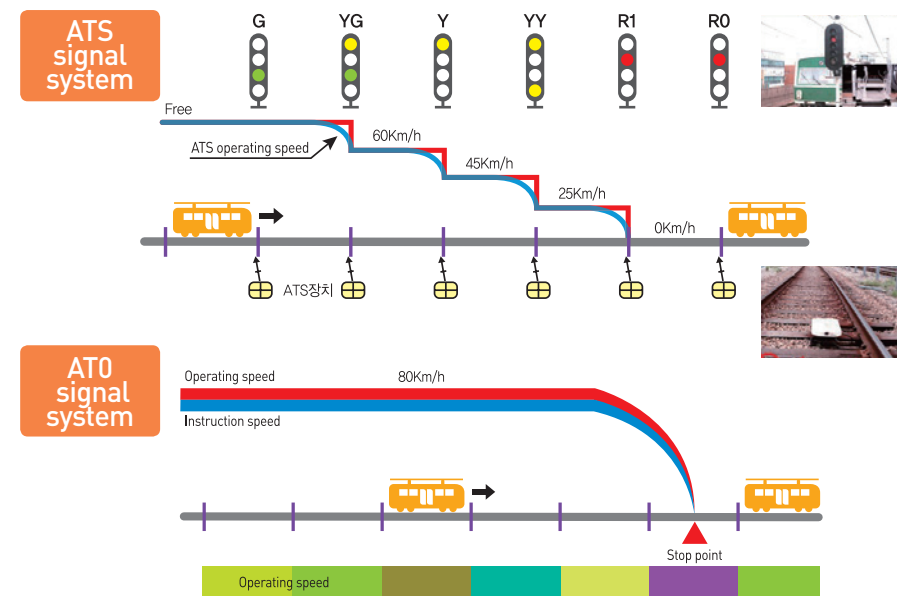 ATS
signal
system
G YG Y YY R1 R0
Free
ATS operating speed
60Km/h
45Km/h
25Km/h
0Km/h
ATS장치
AT0
signal
system
Operating speed
80Km/h
Instruction speed
Stop point
Operating speed